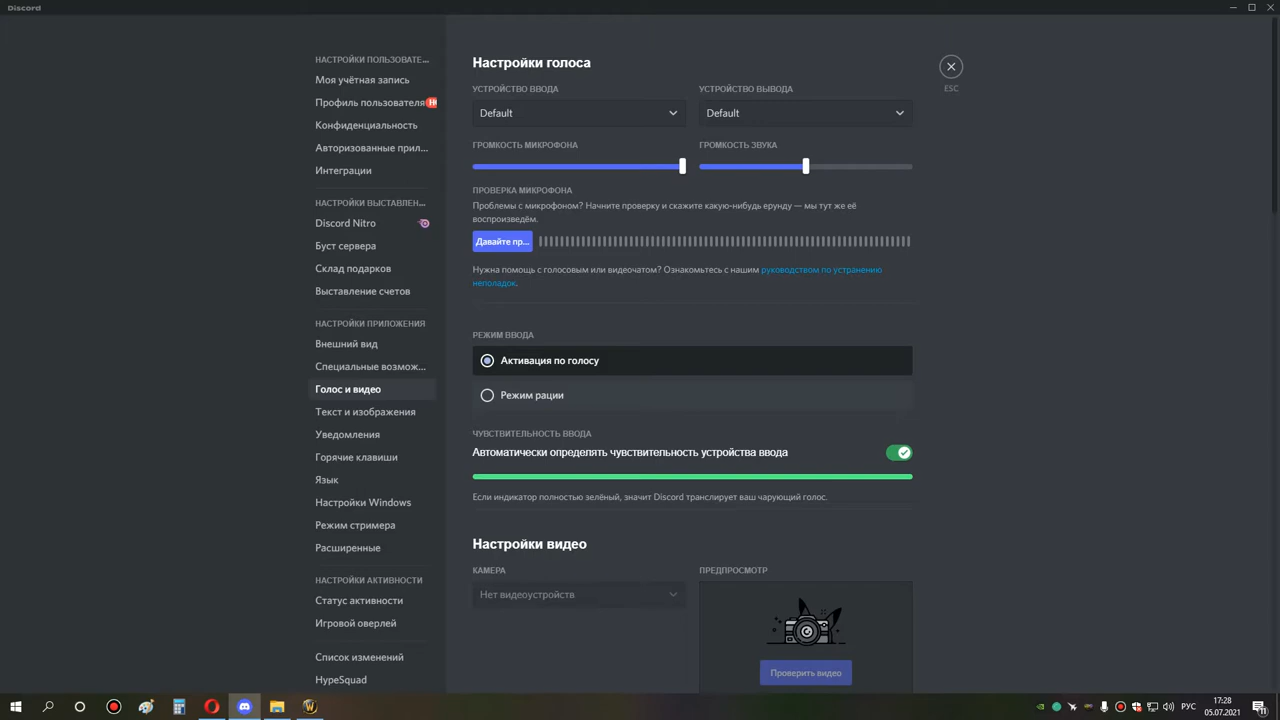 Discord
НАСТРОЙКИ ПОЛЬЗОВАТЕ...
Моя учётная запись
Профиль пользователя
Конфиденциальность
Авторизованные прил...
Интеграции
НАСТРОЙКИ ВЫСТАВЛЕН...
Discord Nitro
Буст сервера
Склад подарков
Выставление счетов
НАСТРОЙКИ ПРИЛОЖЕНИЯ
Внешний вид
Специальные возмож...
Голос и видео
Текст и изображения
Уведомления
Горячие клавиши
Язык
Настройки Windows
Режим стримера
Расширенные
НАСТРОЙКИ АКТИВНОСТИ
Статус активности
Игровой оверлей
Список изменений
HypeSquad
Настройки голоса
ESC
УСТРОЙСТВО ВВОДА УСТРОЙСТВО ВЫВОДА
Default Default
ГРОМКОСТЬ МИКРОФОНА ГРОМКОСТЬ ЗВУКА
ПРОВЕРКА МИКРОФОНА
Проблемы с микрофоном? Начните проверку и скажите какую-нибудь ерунду — мы тут же её
воспроизведём.
Давайте пр...
Нужна помощь с голосовым или видеочатом? Ознакомьтесь с нашим руководством по устранению
неполадок.
РЕЖИМ ВВОДА
Активация по голосу
Режим рации
ЧУВСТВИТЕЛЬНОСТЬ ВВОДА
Автоматически определять чувствительность устройства ввода
Если индикатор полностью зелёный, значит Discord транслирует ваш чарующий голос.
Настройки видео
КАМЕРА ПРЕДПРОСМОТР
Нет видеоустройств
Проверить видео
РУС
17:28
05.07.2021